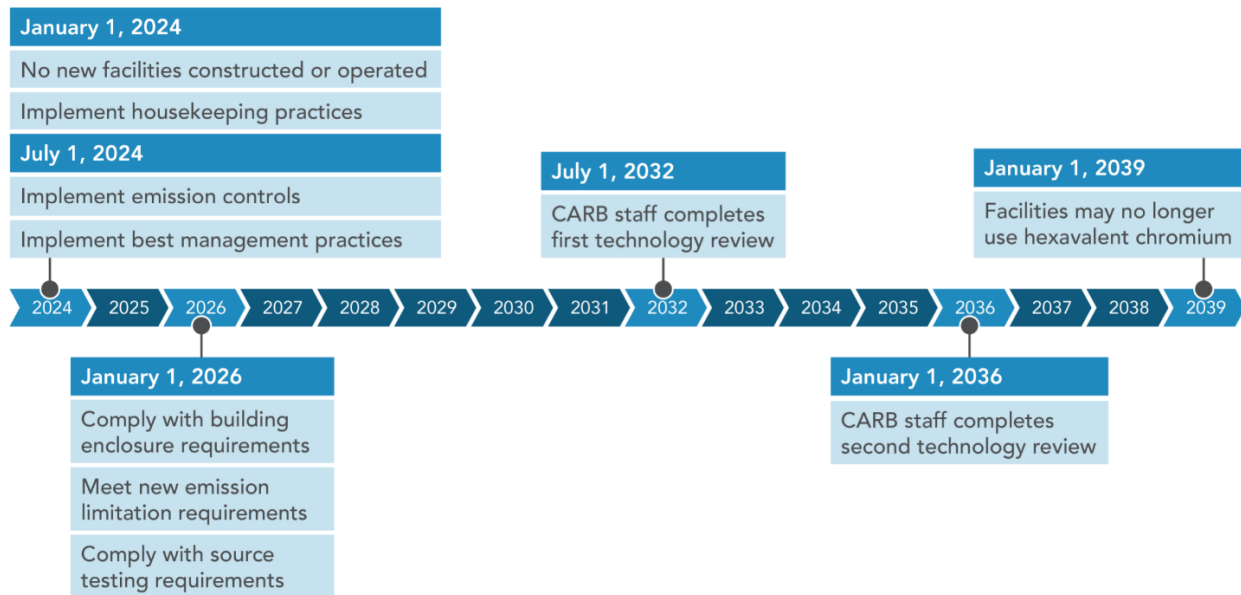 January 1, 2024
No new facilities constructed or operated
Implement housekeeping practices
July 1, 2024
Implement emission controls
Implement best management practices
July 1, 2032
CARB staff completes
first technology review
January 1, 2039
Facilities may no longer
use hexavalent chromium
2024
2025
2026
2027
2028
2029
2030
2031
2032
2033
2034
2035
2036
2037
2038
2039
January 1, 2026
Comply with building
enclosure requirements
Meet new emission
limitation requirements
Comply with source
testing requirements
January 1, 2036
CARB staff completes
second technology review